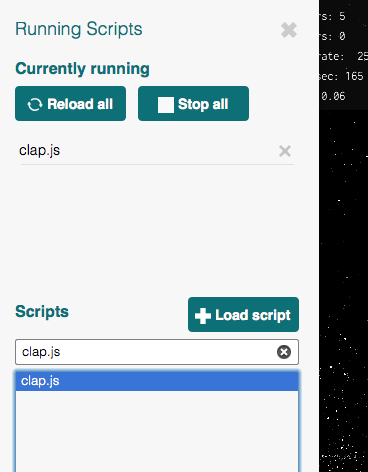 Running Scripts
Currently running
Reload all
Stop all
clap.js
Scripts
Load script
clap.js
clap.js
rs: 5
rs: 0
rate: 25
sec: 165
0.06